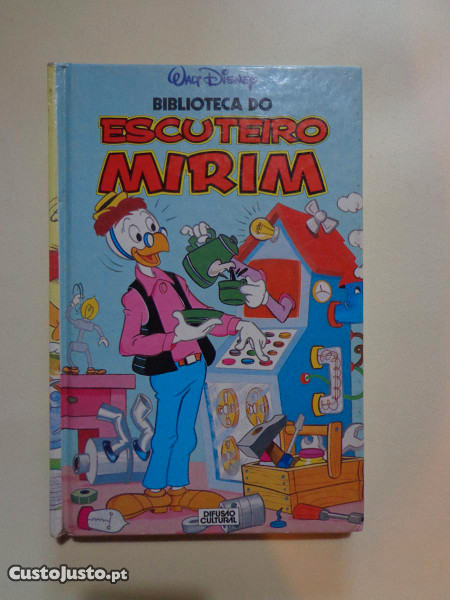 Walt Disney
BIBLIOTECA DO
ESCUTEIRO
MIRIM
DIFUSÃO
CULTURAL
CustoJusto.pt